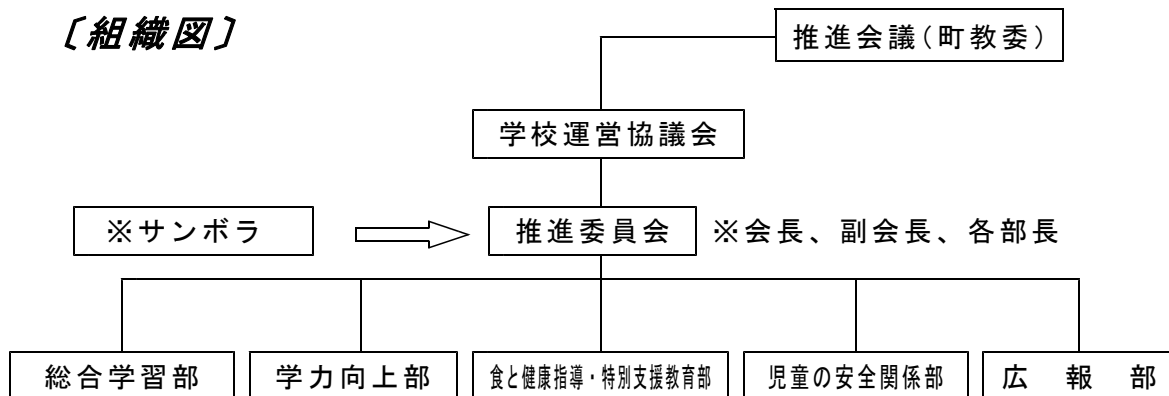 〔組織図〕
推進会議(町教委)
学校運営協議会
※サンボラ
推進委員会
※会長、副会長、各部長
総合学習部
学力向上部
食と健康指導・特別支援教育部
児童の安全関係部
広報部